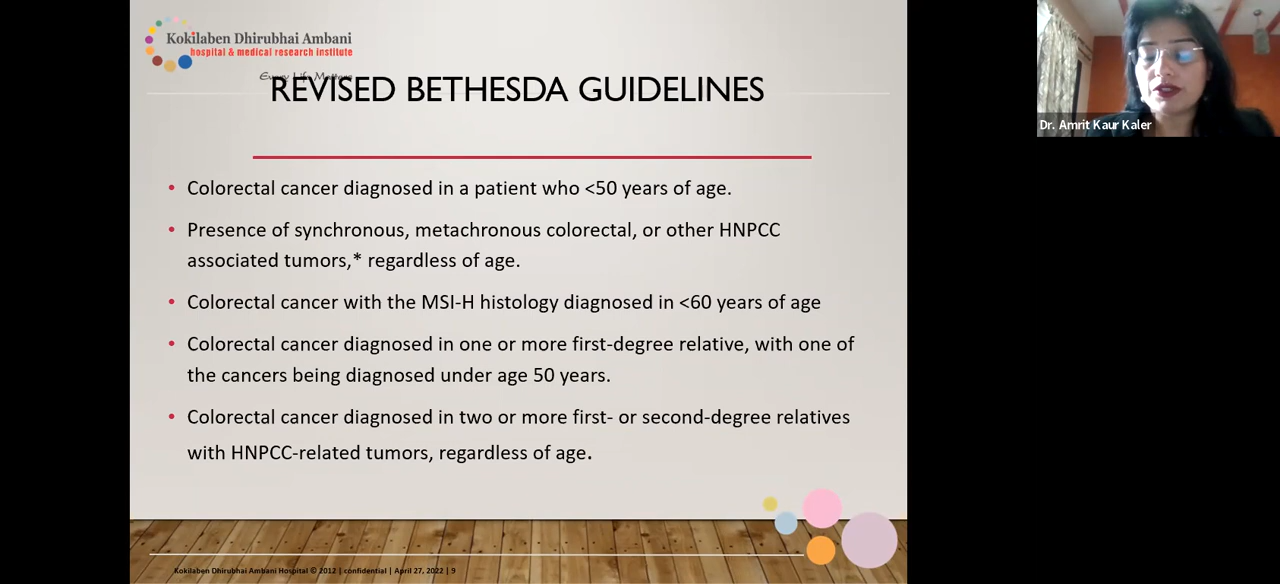 Kokilaben Dhirubhai Ambani
hospital & medical research institute
Every Life Matters
REVISED BETHESDA GUIDELINES
• Colorectal cancer diagnosed in a patient who <50 years of age.
• Presence of synchronous, metachronous colorectal, or other HNPCC
associated tumors,* regardless of age.
• Colorectal cancer with the MSI-H histology diagnosed in <60 years of age
• Colorectal cancer diagnosed in one or more first-degree relative, with one of
the cancers being diagnosed under age 50 years.
• Colorectal cancer diagnosed in two or more first- or second-degree relatives
with HNPCC-related tumors, regardless of age.
Kokilaben Dhirubhai Ambani Hospital © 2012 | confidential | April 27, 2022 | 9
Dr. Amrit Kaur Kaler